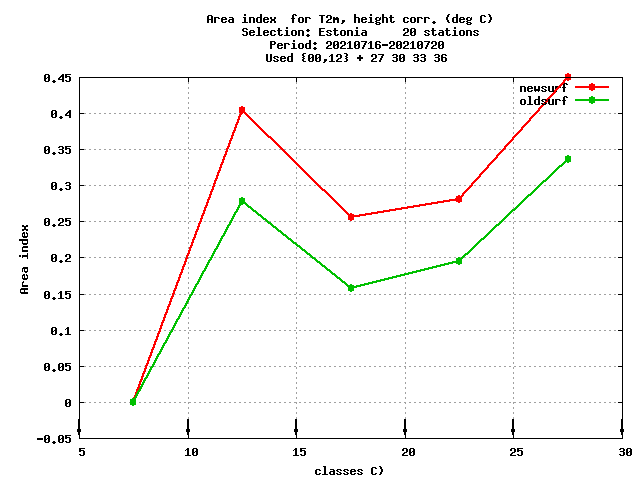 Area index  for T2m, height corr. (deg C)
Selection: Estonia     20 stations
Period: 20210716-20210720
Used {00,12} + 27 30 33 36
newsurf
oldsurf
0.45
0.4
0.35
0.3
0.25
0.2
0.15
0.1
0.05
0
-0.05
Area index
5 10 15 20 25 30
classes C)